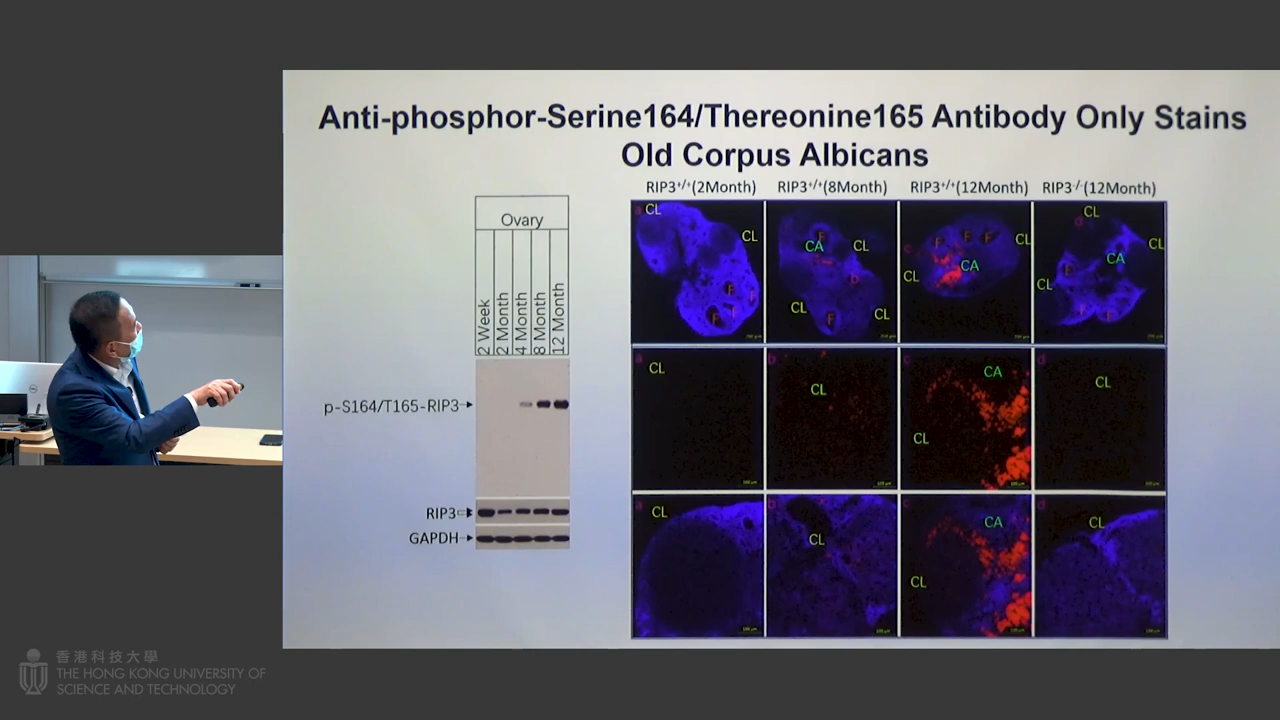 Anti-phosphor-Serine164/Thereonine165 Antibody Only Stains
Old Corpus Albicans
RIP3+/+(2Month) RIP3+/+(8Month) RIP3+/+(12Month) RIP3-/-(12Month)
Ovary
2 Week
2 Month
4 Month
8 Month
12 Month
p-S164/T165-RIP3
RIP3
GAPDH
a CL CL F F F F
CA F CL b CL F CL
c F F F CL CA CL
d CL CL CA F CL F F
a CL
b CL
c CA CL
d CL
a CL
b CL
c CA CL
d CL
DELL
香港科技大學
THE HONG KONG UNIVERSITY OF
SCIENCE AND TECHNOLOGY